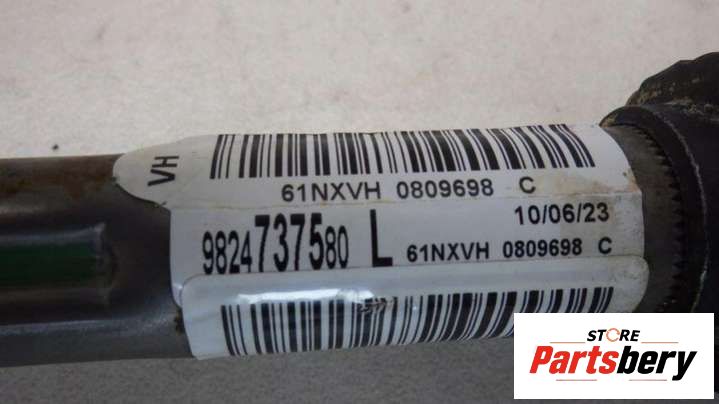 VH
61NXVH 0809698 C
9824737580 L
10/06/23
61NXVH 0809698 C
STORE
Partsbery